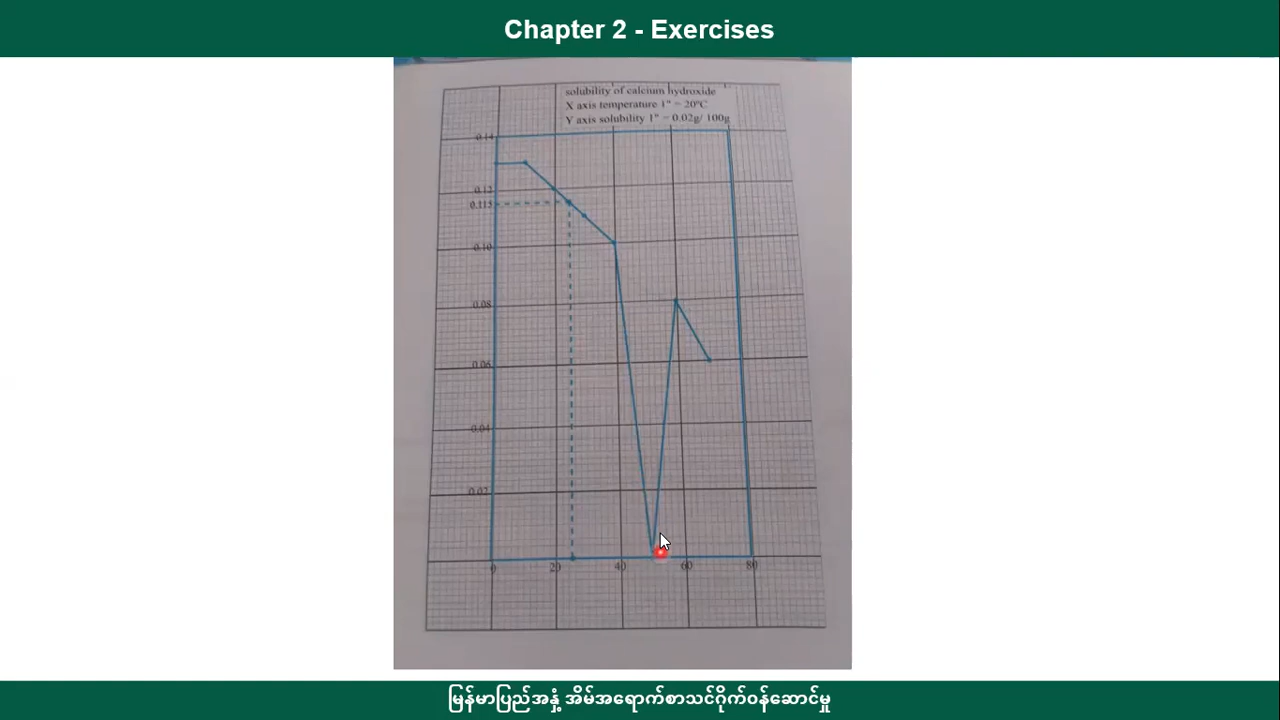 Chapter 2 - Exercises
solubility of calcium hydroxide
X axis temperature 1" = 20°C
Y axis solubility 1" = 0.02g/ 100g
0.14
0.12
0.115
0.10
0.08
0.06
0.04
0.02
0 20 40 60 80
မြန်မာပြည်အနှံ့ အိမ်အရောက်စာသင်ဂိုက်ဝန်ဆောင်မှု